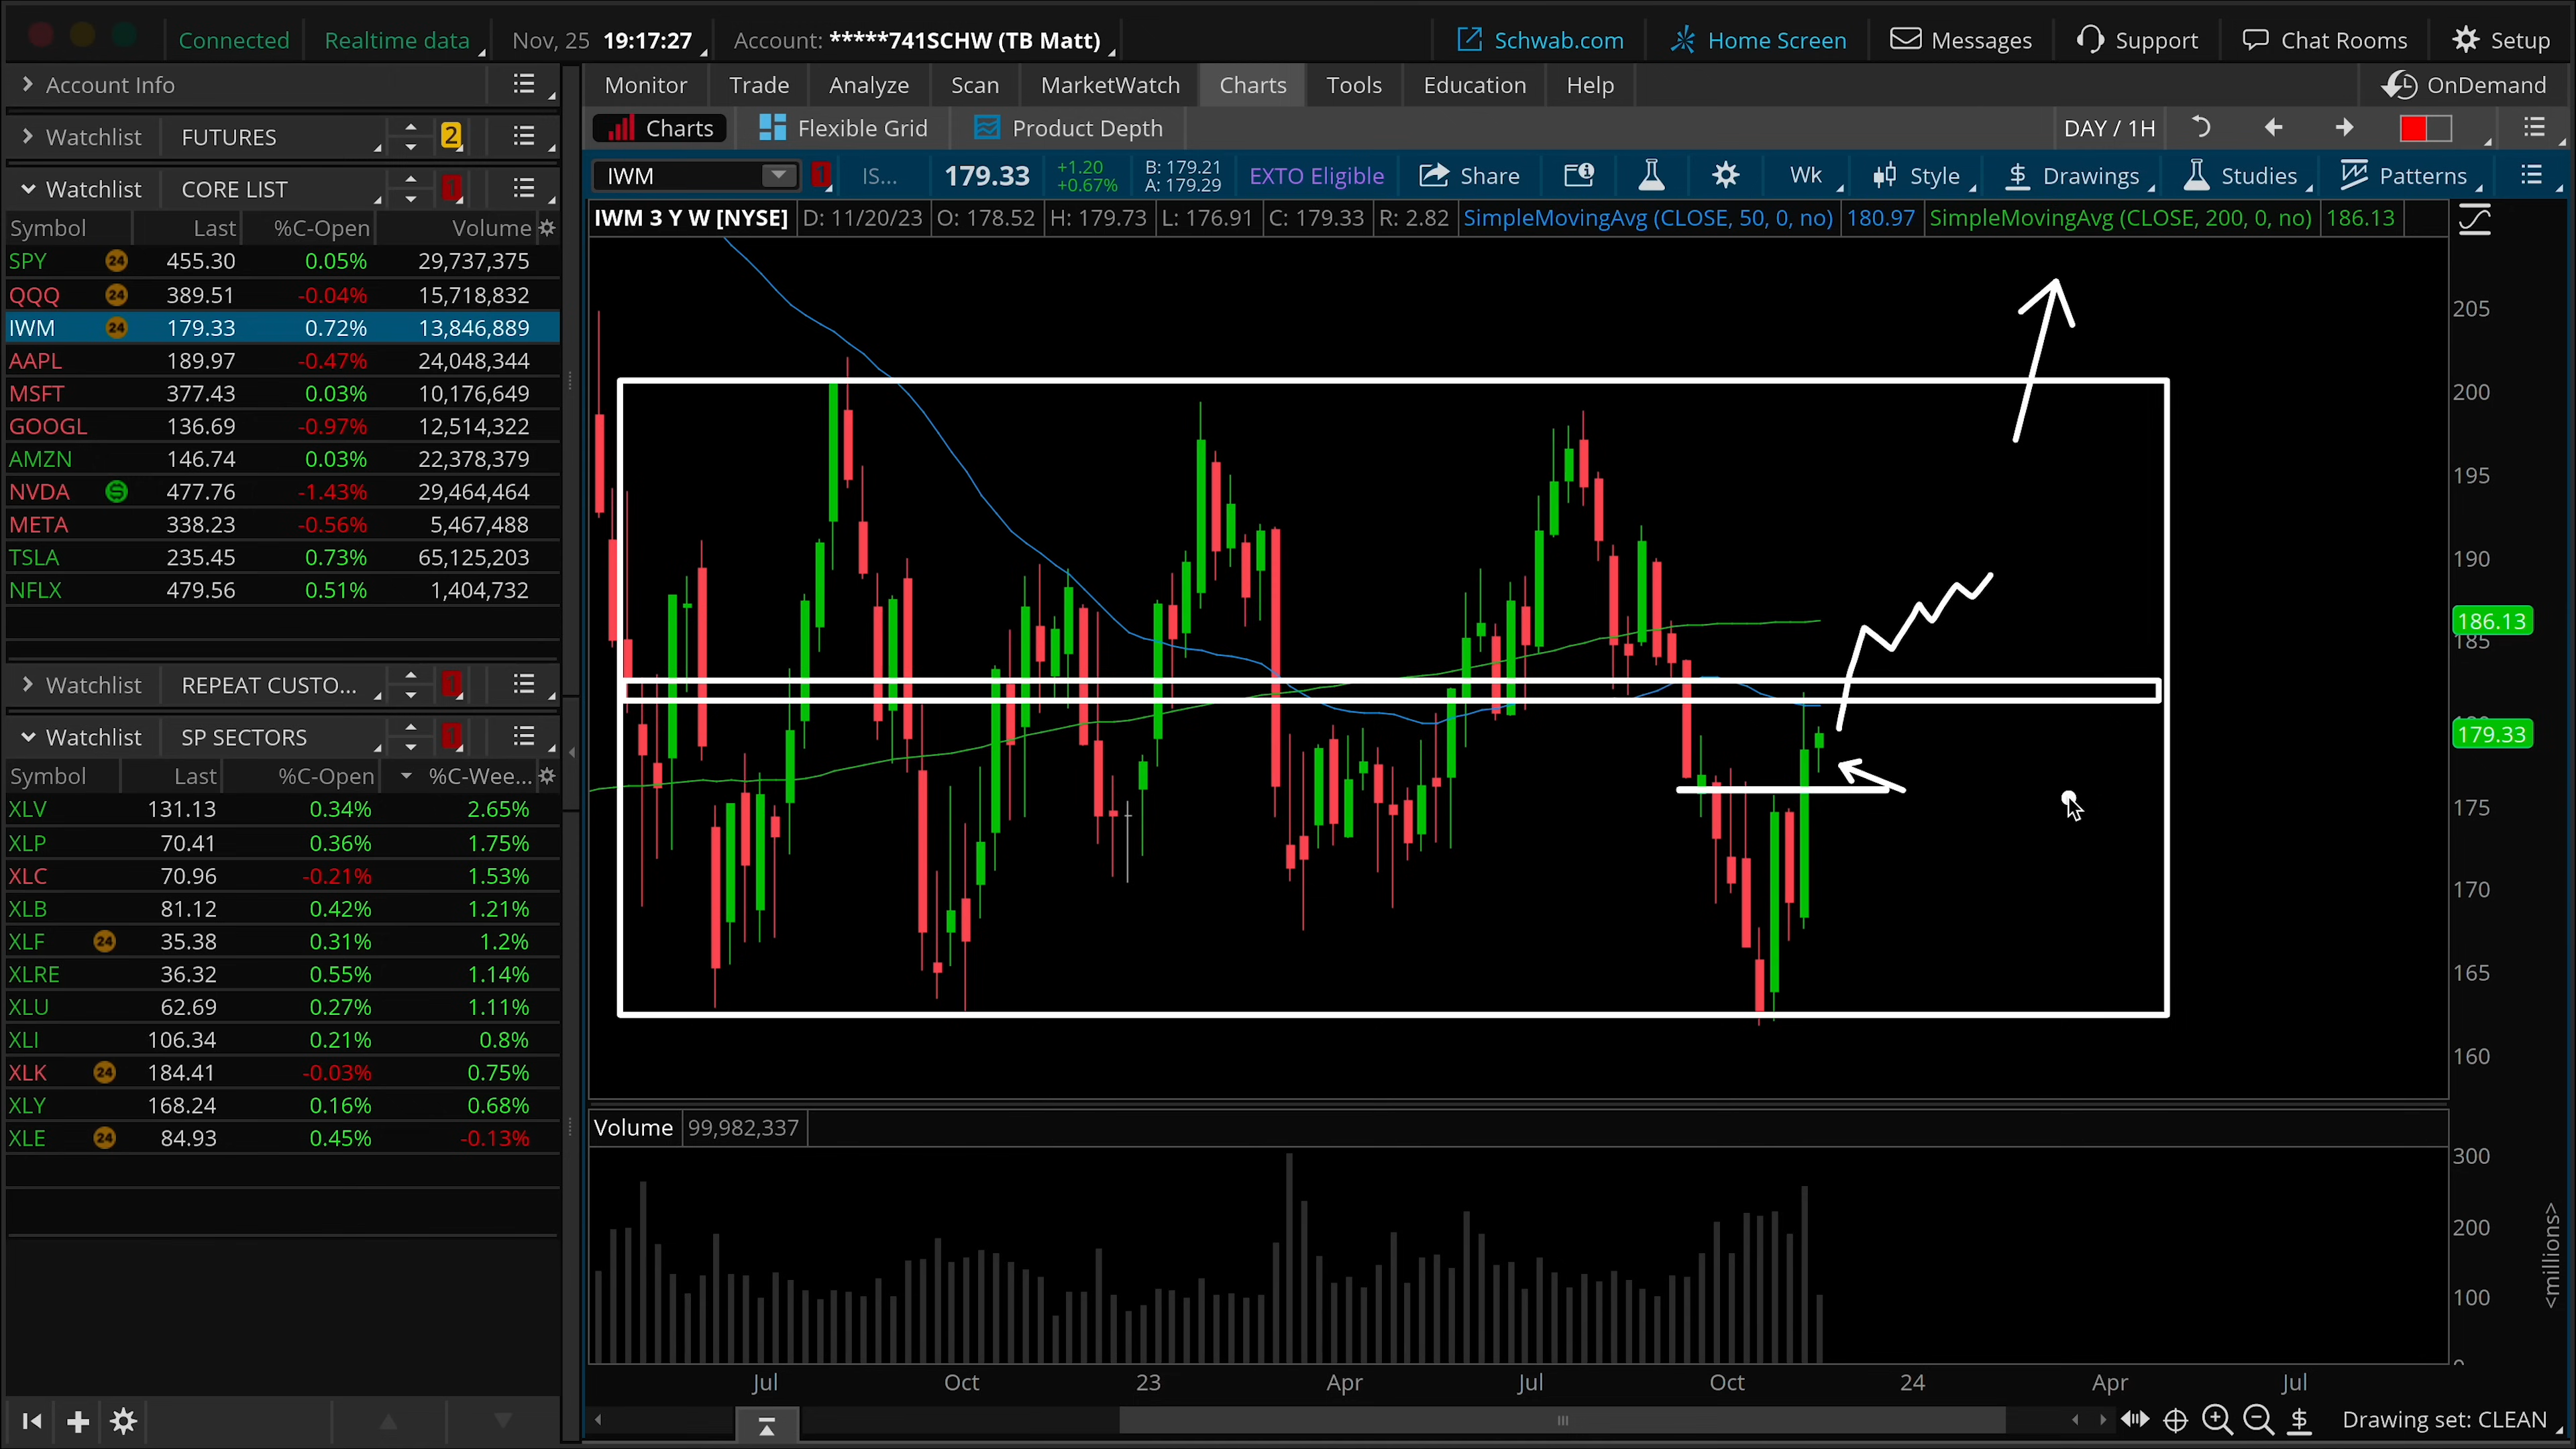 Connected Realtime data Nov, 25 19:17:27 Account: *****741SCHW (TB Matt) Schwab.com Home Screen Messages Support Chat Rooms Setup
Account Info
Watchlist FUTURES 2
Watchlist CORE LIST 1
Symbol Last %C-Open Volume
SPY 24 455.30 0.05% 29,737,375
QQQ 24 389.51 -0.04% 15,718,832
IWM 24 179.33 0.72% 13,846,889
AAPL 189.97 -0.47% 24,048,344
MSFT 377.43 0.03% 10,176,649
GOOGL 136.69 -0.97% 12,514,322
AMZN 146.74 0.03% 22,378,379
NVDA S 477.76 -1.43% 29,464,464
META 338.23 -0.56% 5,467,488
TSLA 235.45 0.73% 65,125,203
NFLX 479.56 0.51% 1,404,732
Watchlist REPEAT CUSTO... 1
Watchlist SP SECTORS 1
Symbol Last %C-Open %C-Wee...
XLV 131.13 0.34% 2.65%
XLP 70.41 0.36% 1.75%
XLC 70.96 -0.21% 1.53%
XLB 81.12 0.42% 1.21%
XLF 24 35.38 0.31% 1.2%
XLRE 36.32 0.55% 1.14%
XLU 62.69 0.27% 1.11%
XLI 106.34 0.21% 0.8%
XLK 24 184.41 -0.03% 0.75%
XLY 168.24 0.16% 0.68%
XLE 24 84.93 0.45% -0.13%
Monitor Trade Analyze Scan MarketWatch Charts Tools Education Help OnDemand
Charts Flexible Grid Product Depth DAY / 1H
IWM 1 IS... 179.33 +1.20 +0.67% B: 179.21 A: 179.29 EXTO Eligible Share Wk Style Drawings Studies Patterns
IWM 3 Y W [NYSE] D: 11/20/23 O: 178.52 H: 179.73 L: 176.91 C: 179.33 R: 2.82 SimpleMovingAvg (CLOSE, 50, 0, no) 180.97 SimpleMovingAvg (CLOSE, 200, 0, no) 186.13
205
200
195
190
186.13
185
179.33
175
170
165
160
Volume 99,982,337
300
200
100
<millions>
Jul Oct 23 Apr Jul Oct 24 Apr Jul
Drawing set: CLEAN